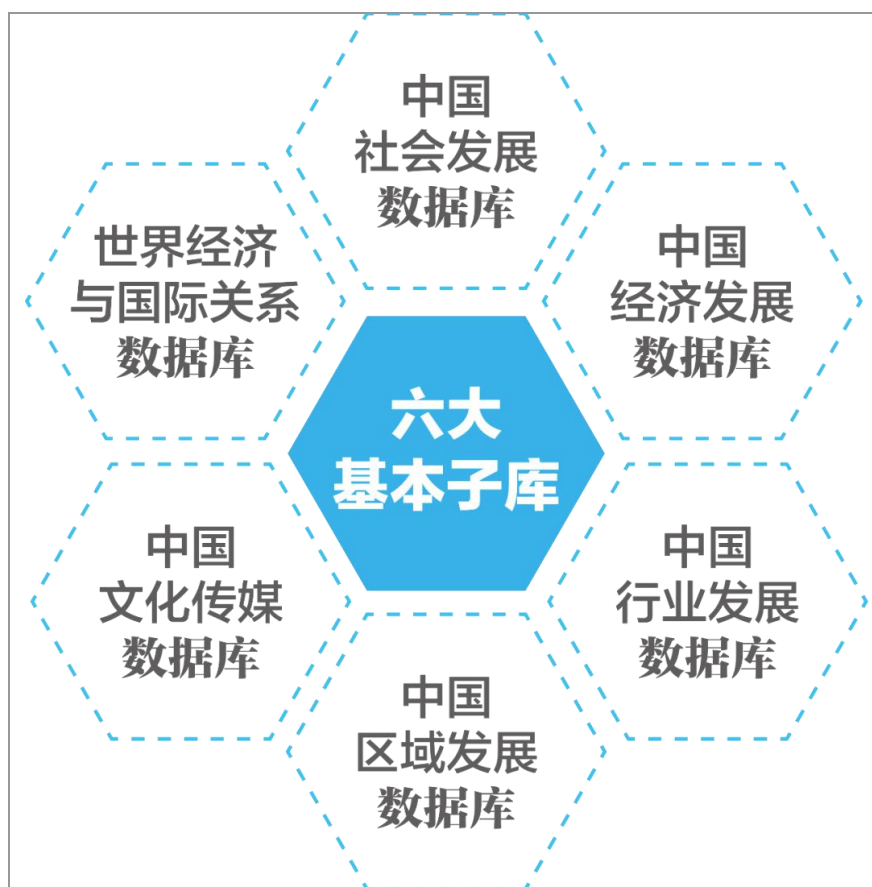 中国
社会发展
数据库
世界经济
与国际关系
数据库
中国
经济发展
数据库
六大
基本子库
中国
文化传媒
数据库
中国
行业发展
数据库
中国
区域发展
数据库